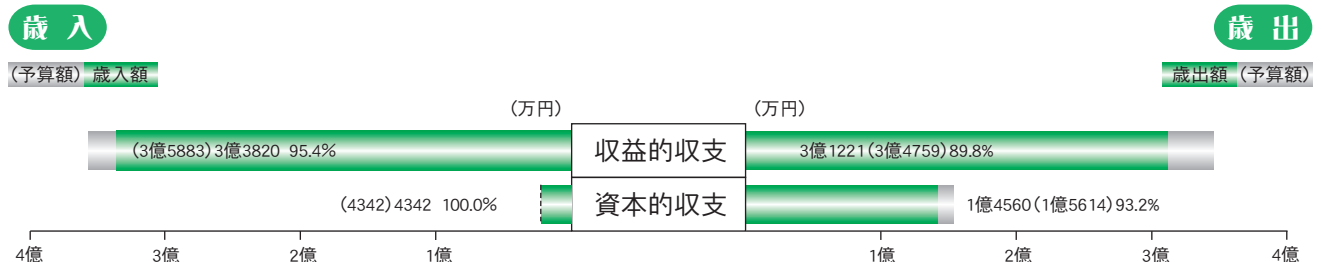 歳入
歳出
(予算額) 歳入額
歳出額 (予算額)
(万円)
(万円)
(3億5883)3億3820 95.4%
収益的収支
3億1221(3億4759)89.8%
(4342)4342 100.0%
資本的収支
1億4560(1億5614)93.2%
4億 3億 2億 1億 1億 2億 3億 4億